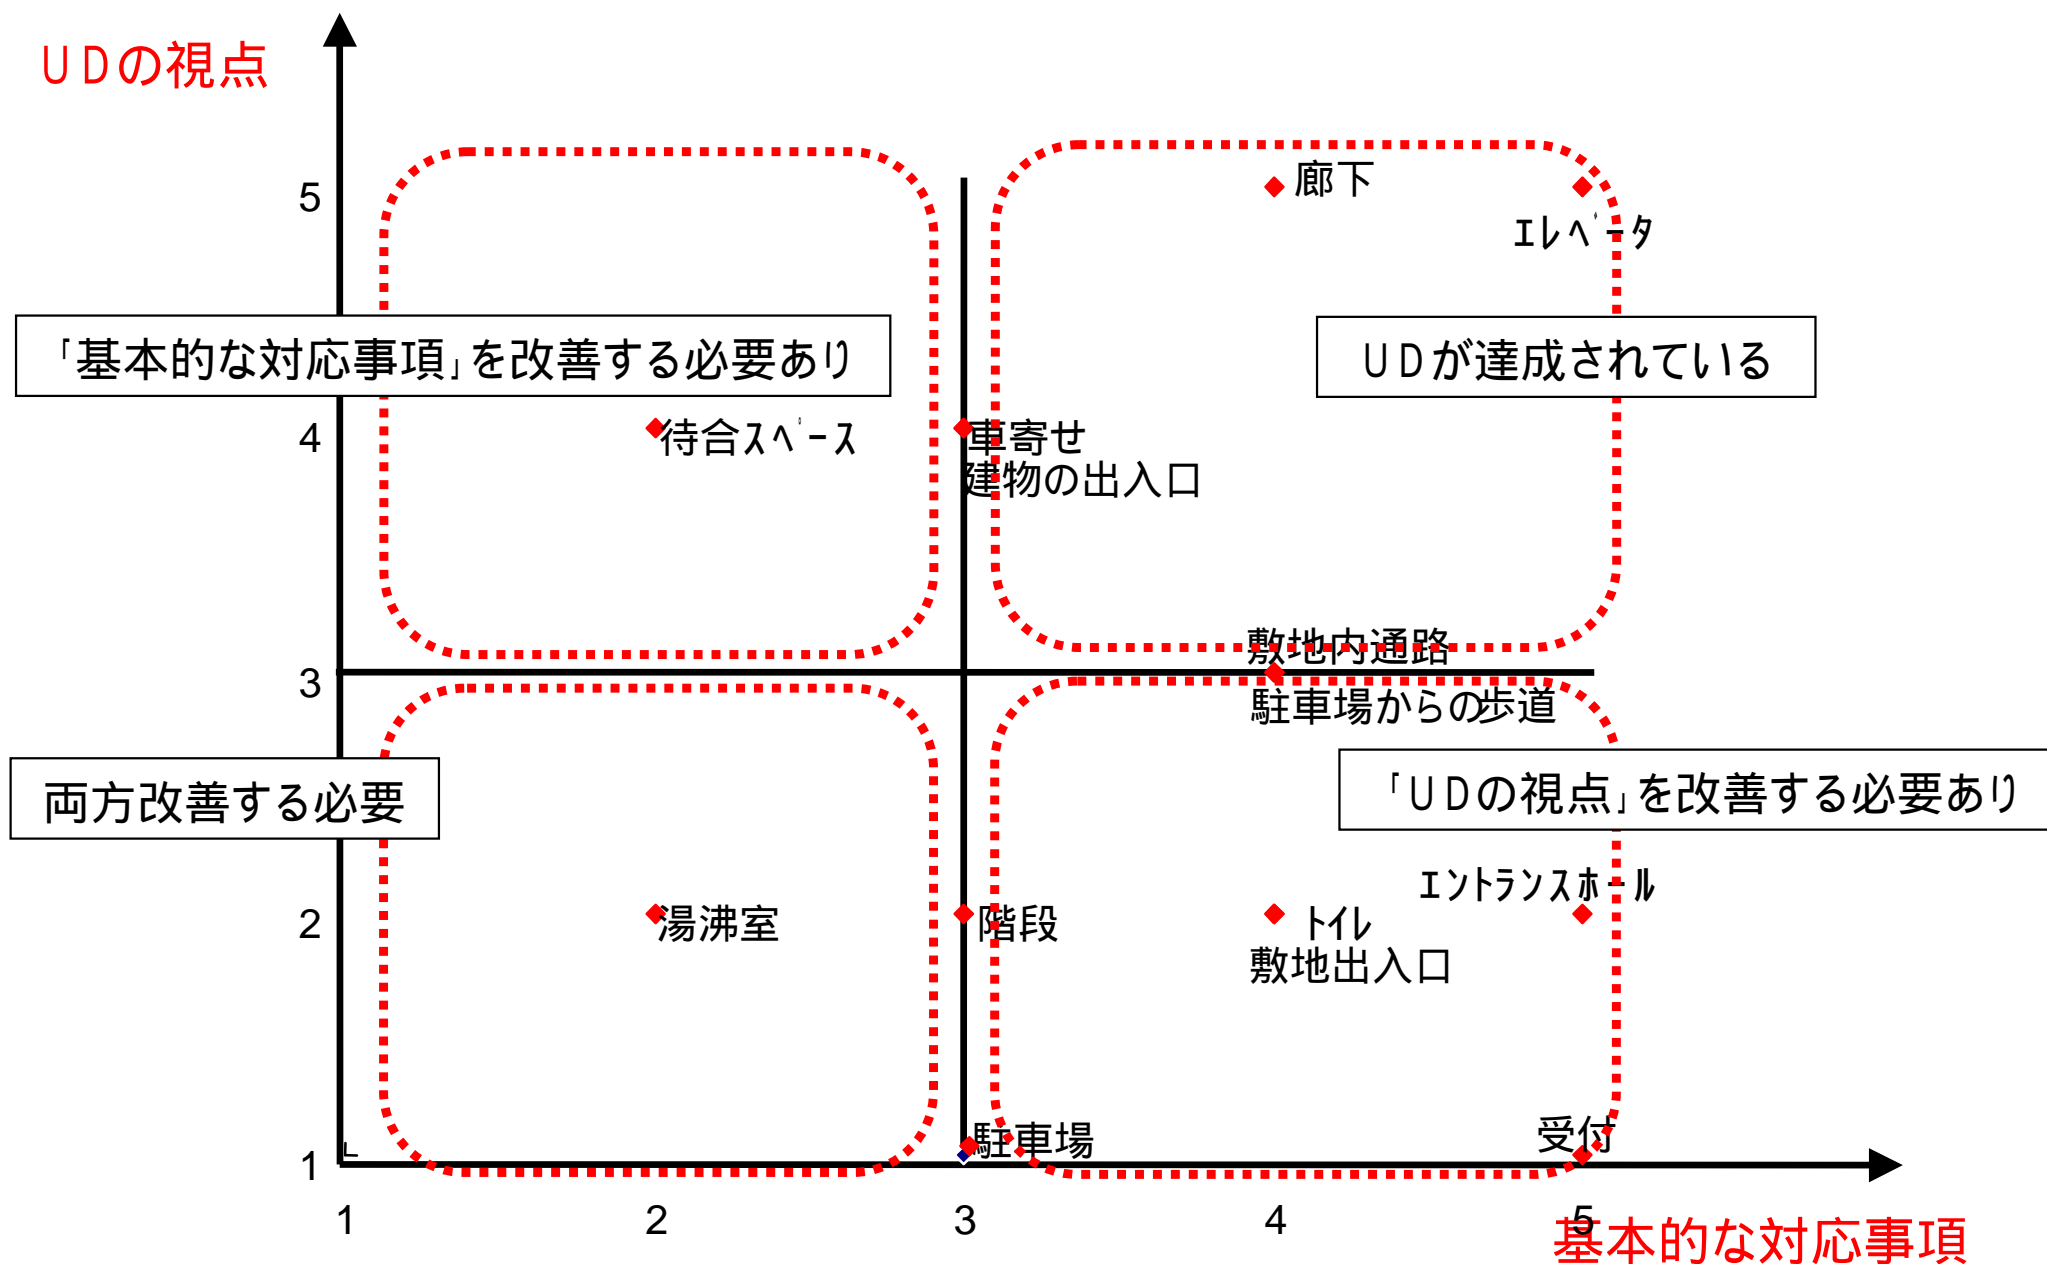 ＵＤの視点
5
廊下
ｴﾚﾍﾞｰﾀ
｢基本的な対応事項｣を改善する必要あり
ＵＤが達成されている
4
待合ｽﾍﾟｰｽ
車寄せ
建物の出入口
敷地内通路
3
駐車場からの歩道
両方改善する必要
｢ＵＤの視点｣を改善する必要あり
ｴﾝﾄﾗﾝｽﾎｰﾙ
2
湯沸室
階段
ﾄｲﾚ
敷地出入口
駐車場
受付
1
1
2
3
4
5
基本的な対応事項